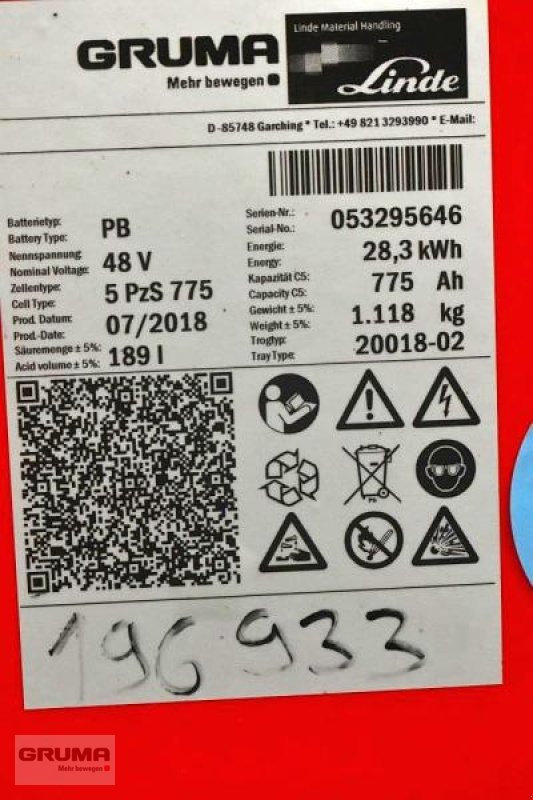 GRUMA
Mehr bewegen
Linde Material Handling
Linde
D-85748 Garching * Tel.: +49 821 3293990 * E-Mail:
Batterietyp:
Battery Type: PB
Nennspannung
Nominal Voltage: 48 V
Zellentype:
Cell Type: 5 PzS 775
Prod. Datum:
Prod.-Date: 07/2018
Säuremenge ± 5%:
Acid volume ± 5%: 189 l
Serien-Nr.:
Serial-No.: 053295646
Energie:
Energy: 28,3 kWh
Kapazität C5:
Capacity C5: 775 Ah
Gewicht ± 5%:
Weight ± 5%: 1.118 kg
Trogtyp:
Tray Type: 20018-02
Pb
196933
GRUMA
Mehr bewegen